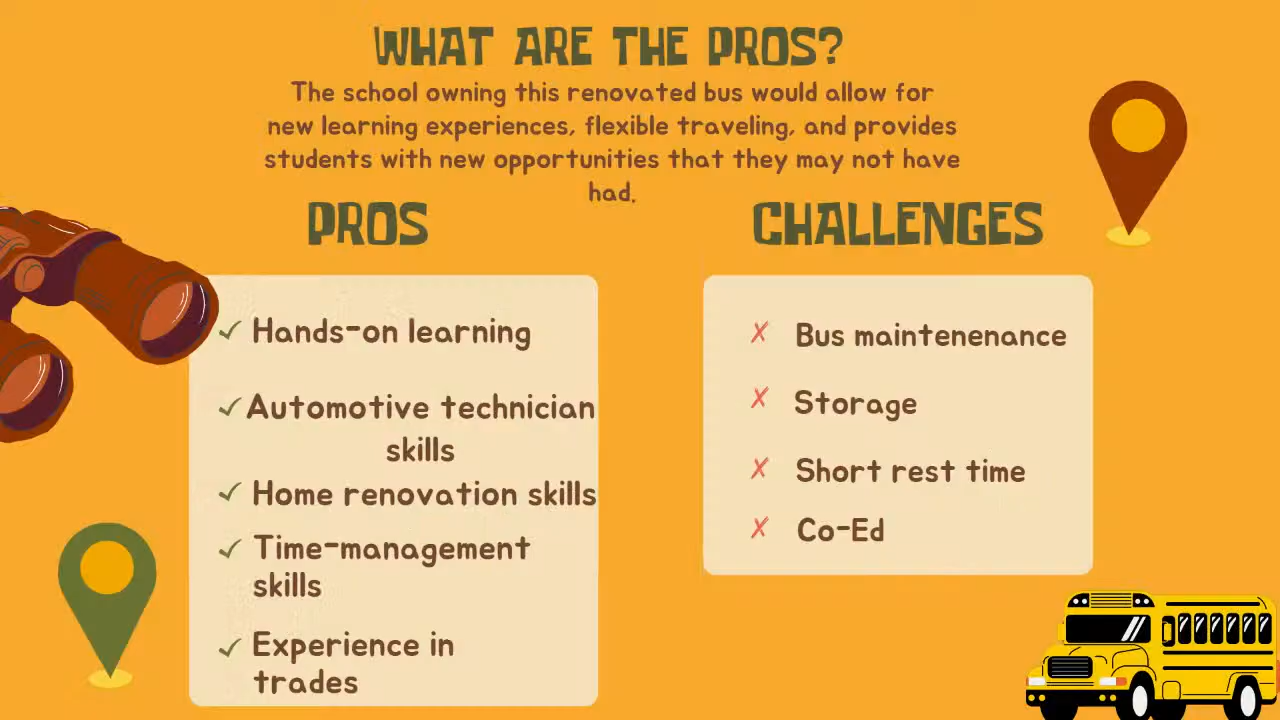 WHAT ARE THE PROS?
The school owning this renovated bus would allow for
new learning experiences, flexible traveling, and provides
students with new opportunities that they may not have
had.
PROS
Hands-on learning
Automotive technician
skills
Home renovation skills
Time-management
skills
Experience in
trades
CHALLENGES
Bus maintenenance
Storage
Short rest time
Co-Ed